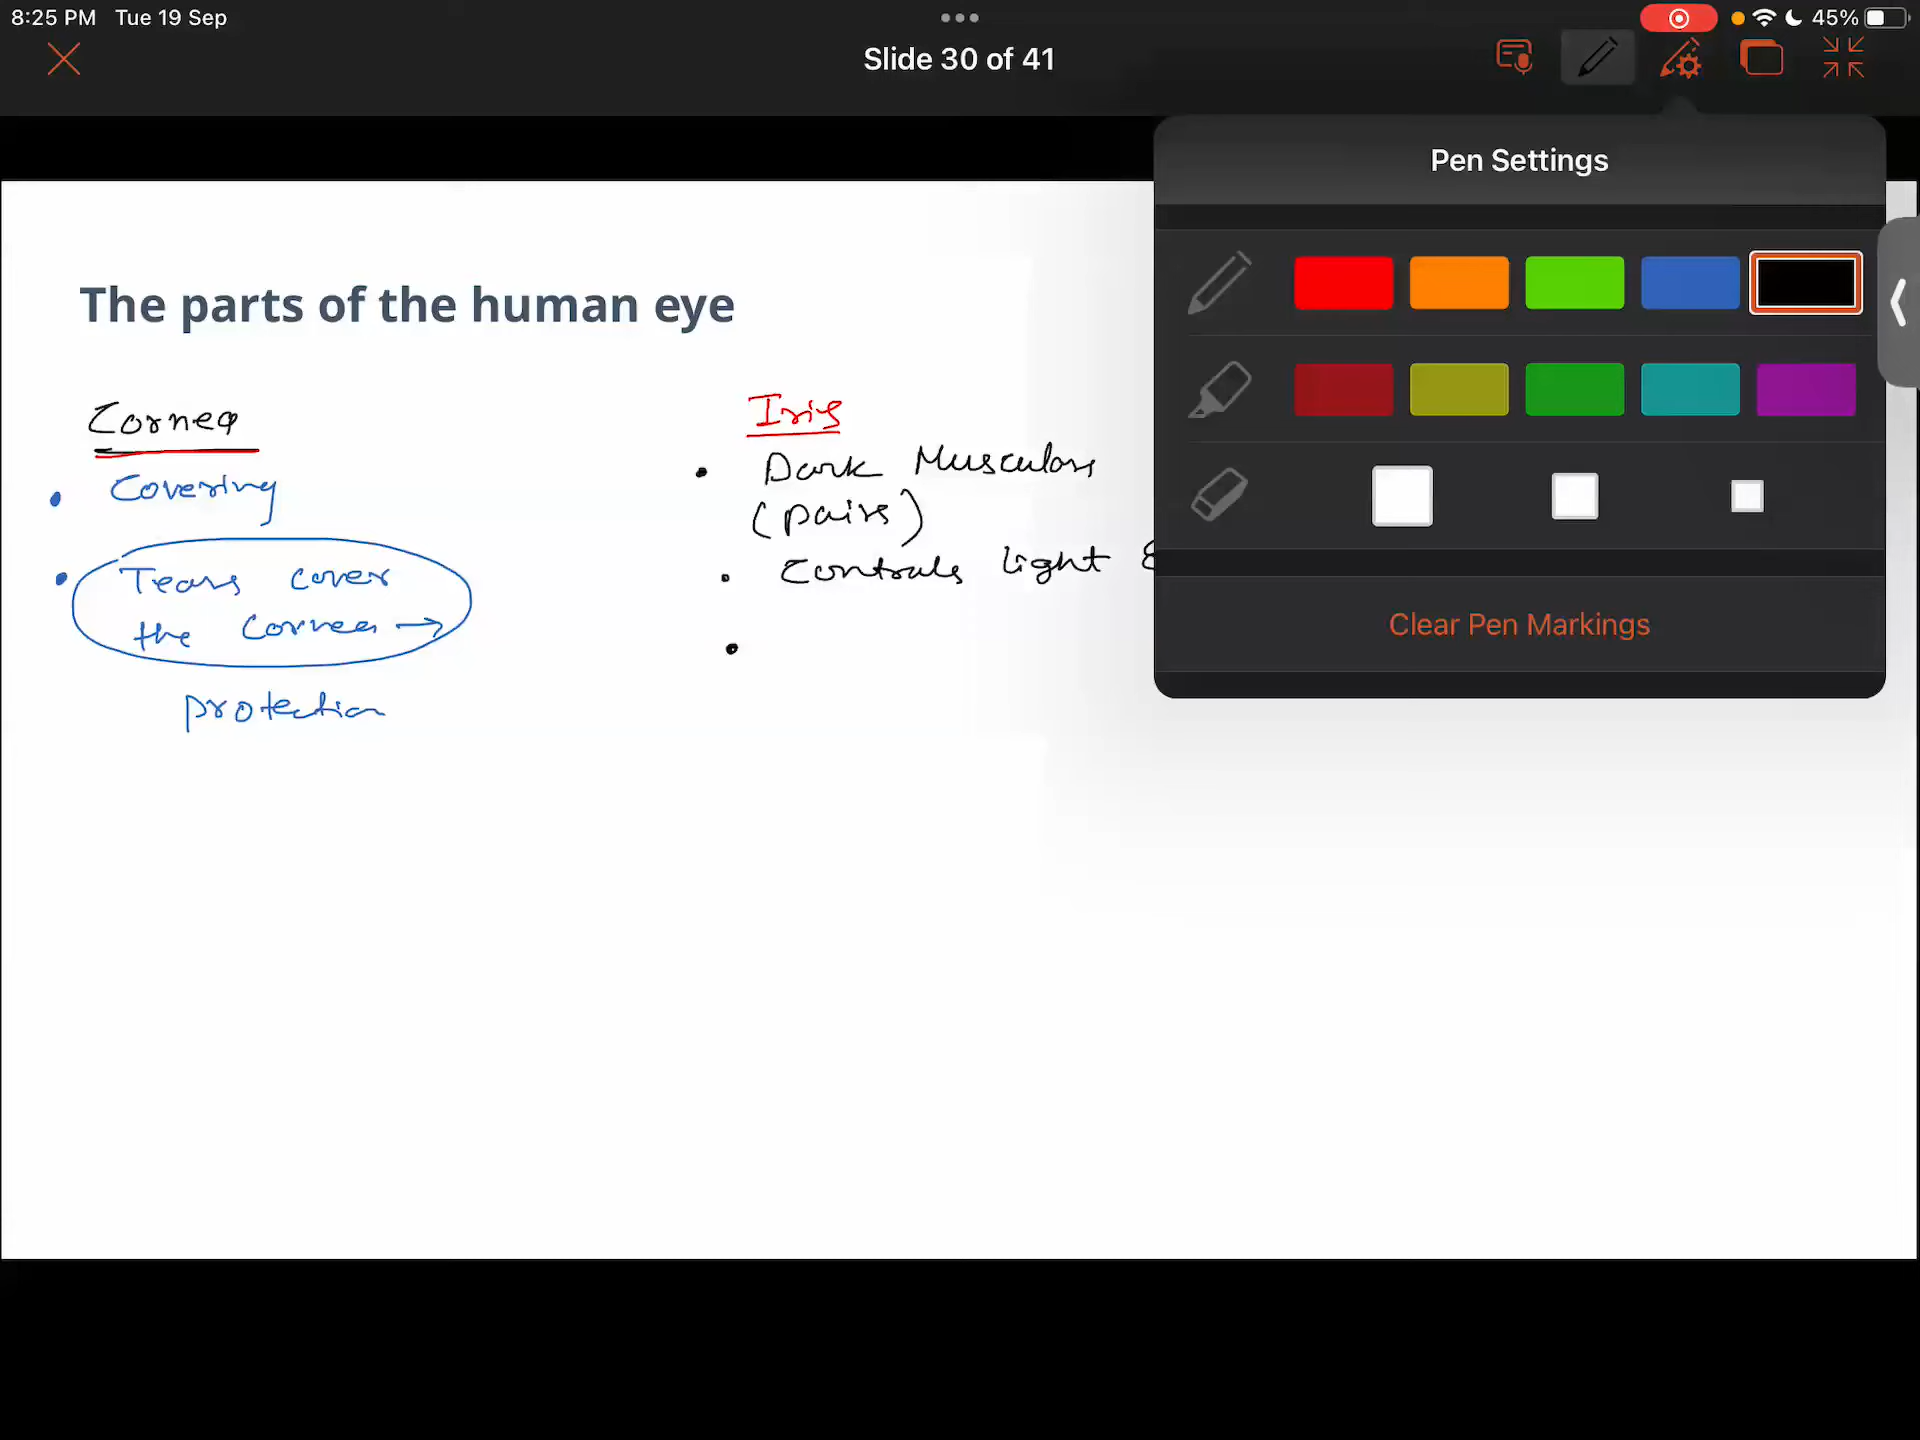 8:25 PM Tue 19 Sep
45%
Slide 30 of 41
Pen Settings
The parts of the human eye
Cornea
• Covering
• Tears cover
the Cornea →
protection
Iris
• Dark Muscular
(pairs)
• Controls light &
•
Clear Pen Markings